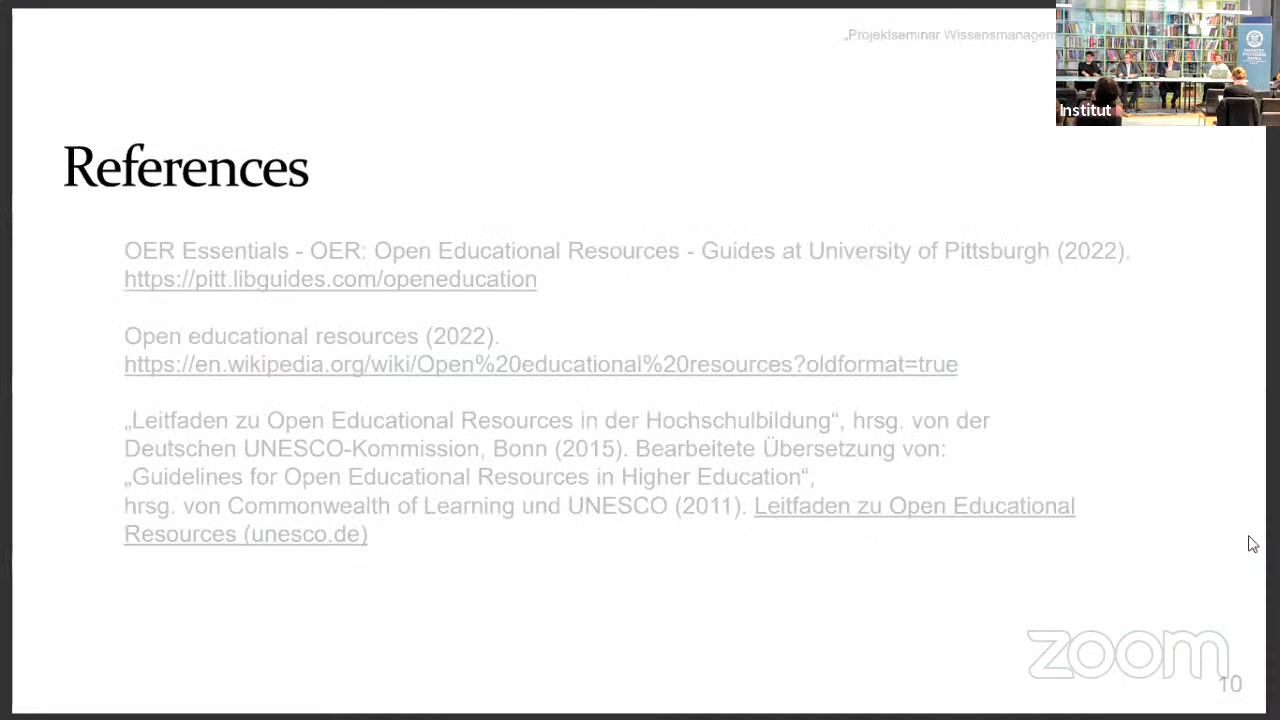 „Projektseminar Wissensmanagem
Institut
References
OER Essentials - OER: Open Educational Resources - Guides at University of Pittsburgh (2022).
https://pitt.libguides.com/openeducation
Open educational resources (2022).
https://en.wikipedia.org/wiki/Open%20educational%20resources?oldformat=true
„Leitfaden zu Open Educational Resources in der Hochschulbildung“, hrsg. von der
Deutschen UNESCO-Kommission, Bonn (2015). Bearbeitete Übersetzung von:
„Guidelines for Open Educational Resources in Higher Education“,
hrsg. von Commonwealth of Learning und UNESCO (2011). Leitfaden zu Open Educational
Resources (unesco.de)
zoom
10